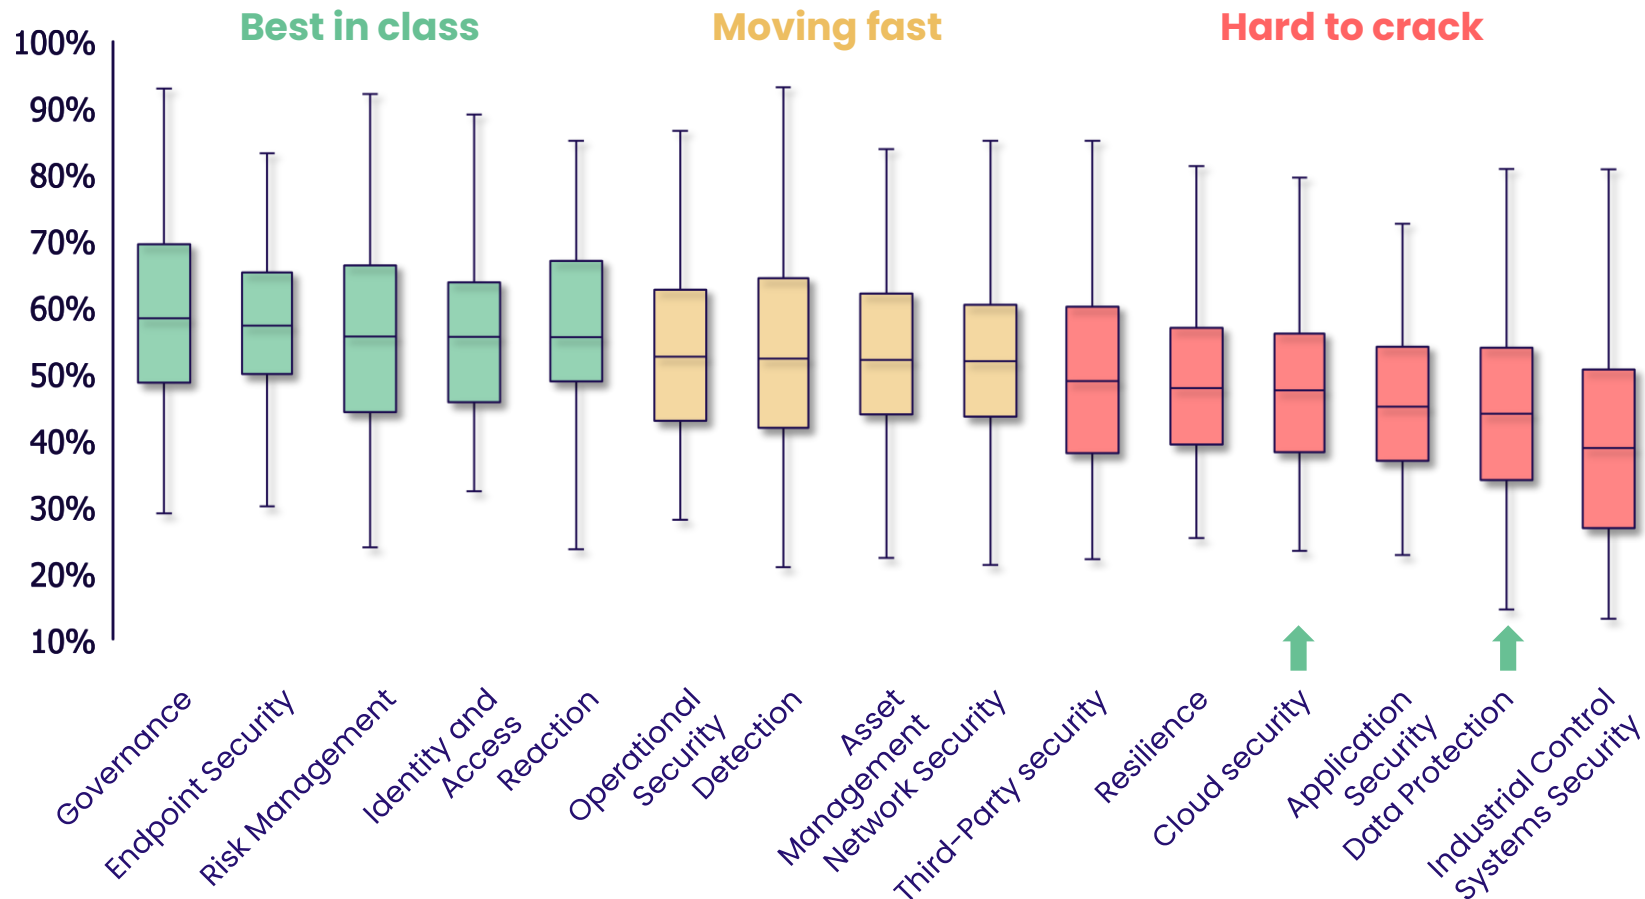 Best in class
Moving fast
Hard to crack
100%
90%
80%
70%
60%
50%
40%
30%
20%
10%
Governance
Endpoint Security
Risk Management
Identity and
Access
Reaction
Operational
Security
Detection
Asset
Management
Network Security
Third-Party security
Resilience
Cloud security
Application
Security
Data Protection
Industrial Control
Systems Security